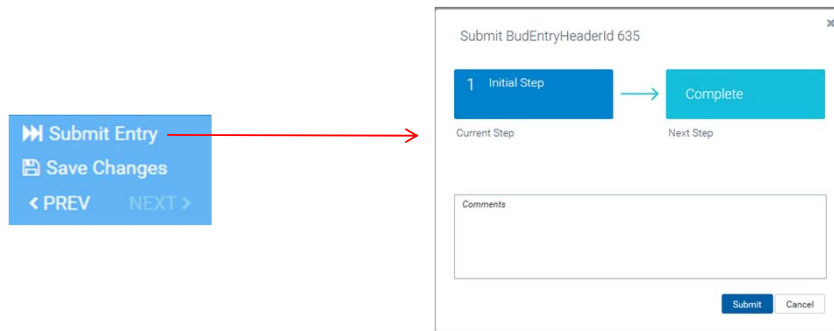 Submit Entry
Save Changes
< PREV NEXT >
Submit BudEntryHeaderId 635
1 Initial Step
Complete
Current Step
Next Step
Comments
Submit Cancel